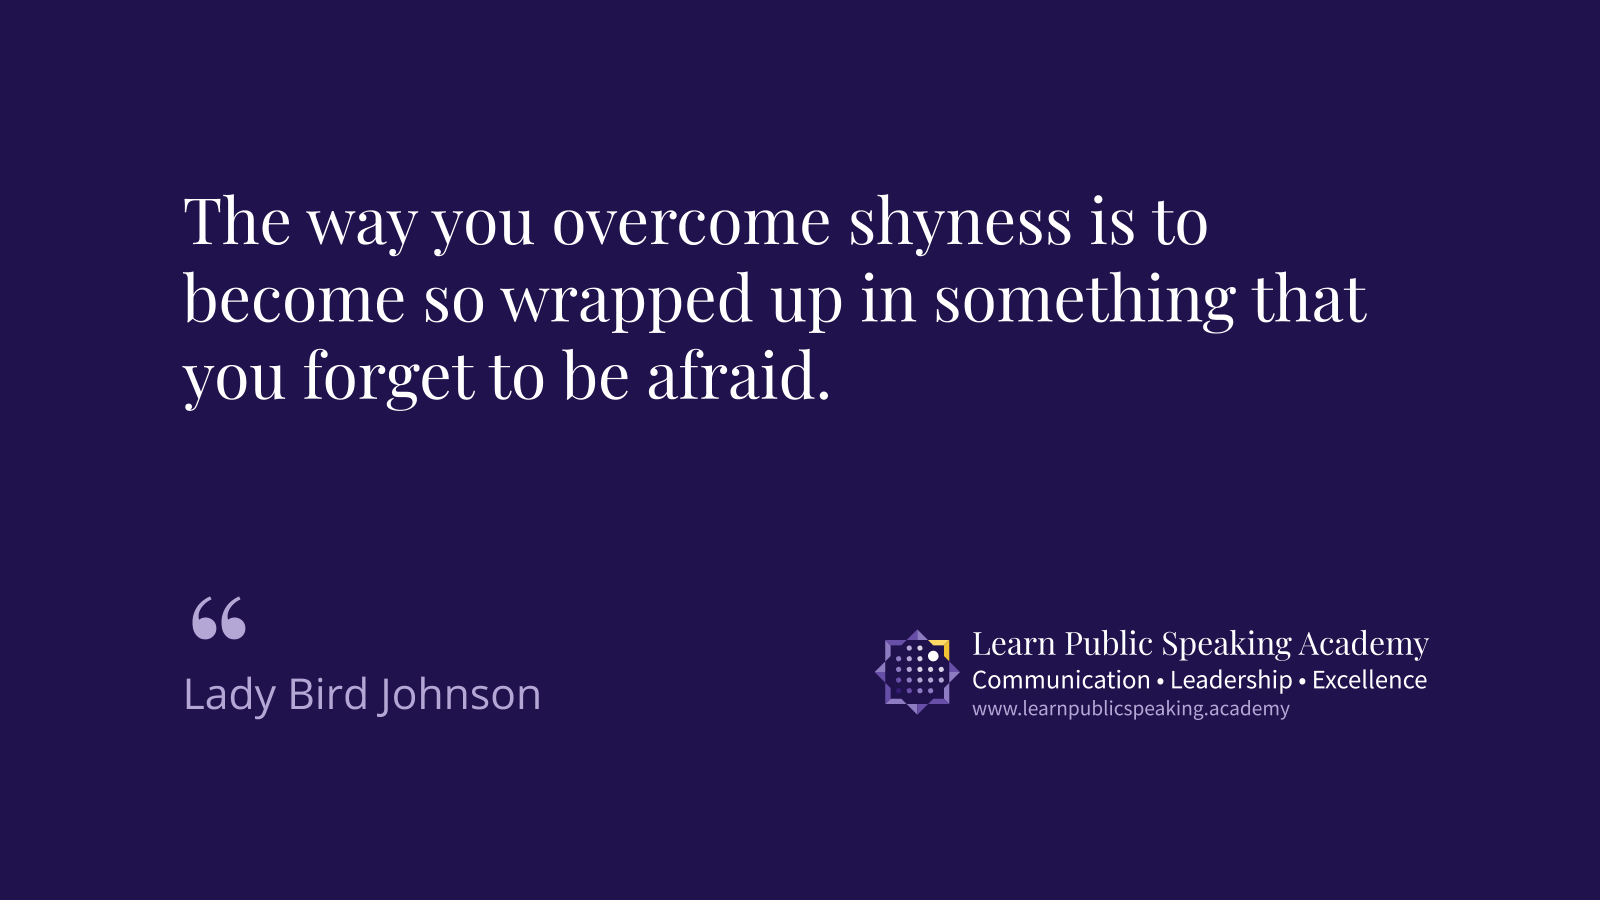 The way you overcome shyness is to
become so wrapped up in something that
you forget to be afraid.
“
Lady Bird Johnson
Learn Public Speaking Academy
Communication • Leadership • Excellence
www.learnpublicspeaking.academy